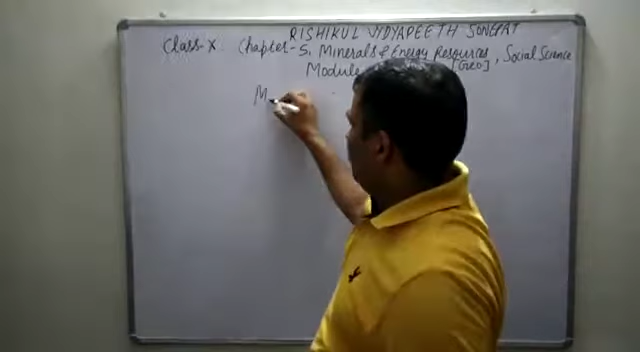 RISHIKUL VIDYAPEETH SONEPAT
Class-X. Chapter-5. Minerals & Energy Resources, Social Science
Module [Geo]
M